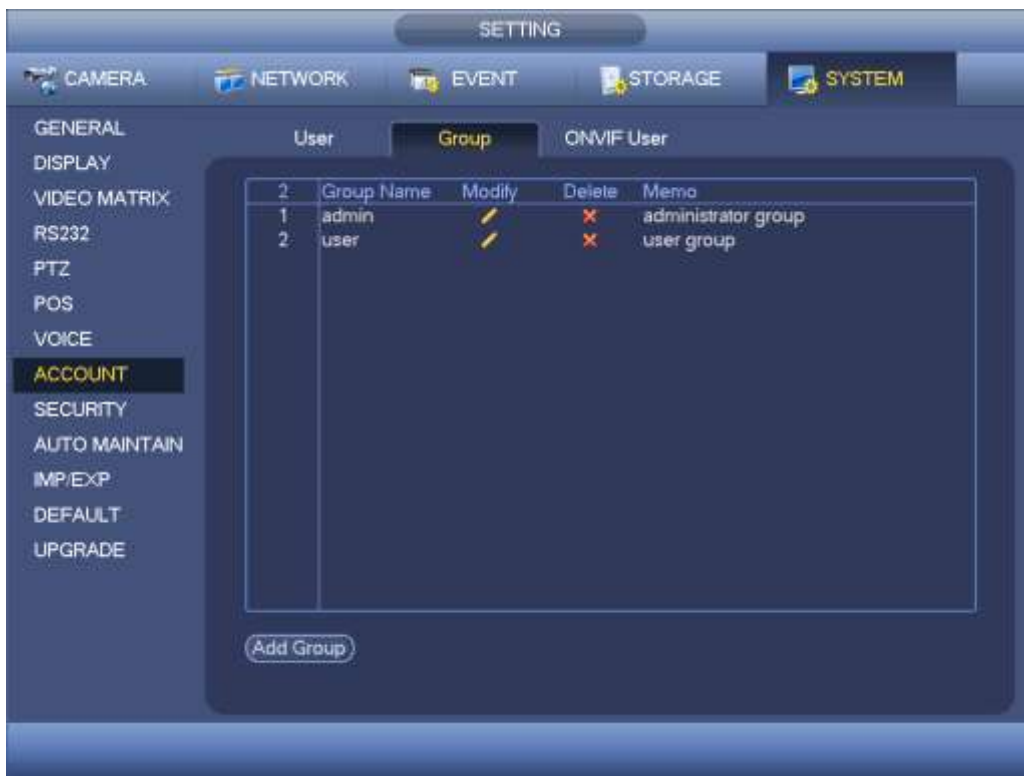 SETTING
CAMERA NETWORK EVENT STORAGE SYSTEM
GENERAL
DISPLAY
VIDEO MATRIX
RS232
PTZ
POS
VOICE
ACCOUNT
SECURITY
AUTO MAINTAIN
IMP/EXP
DEFAULT
UPGRADE
User Group ONVIF User
2 Group Name Modify Delete Memo
1 admin administrator group
2 user user group
Add Group